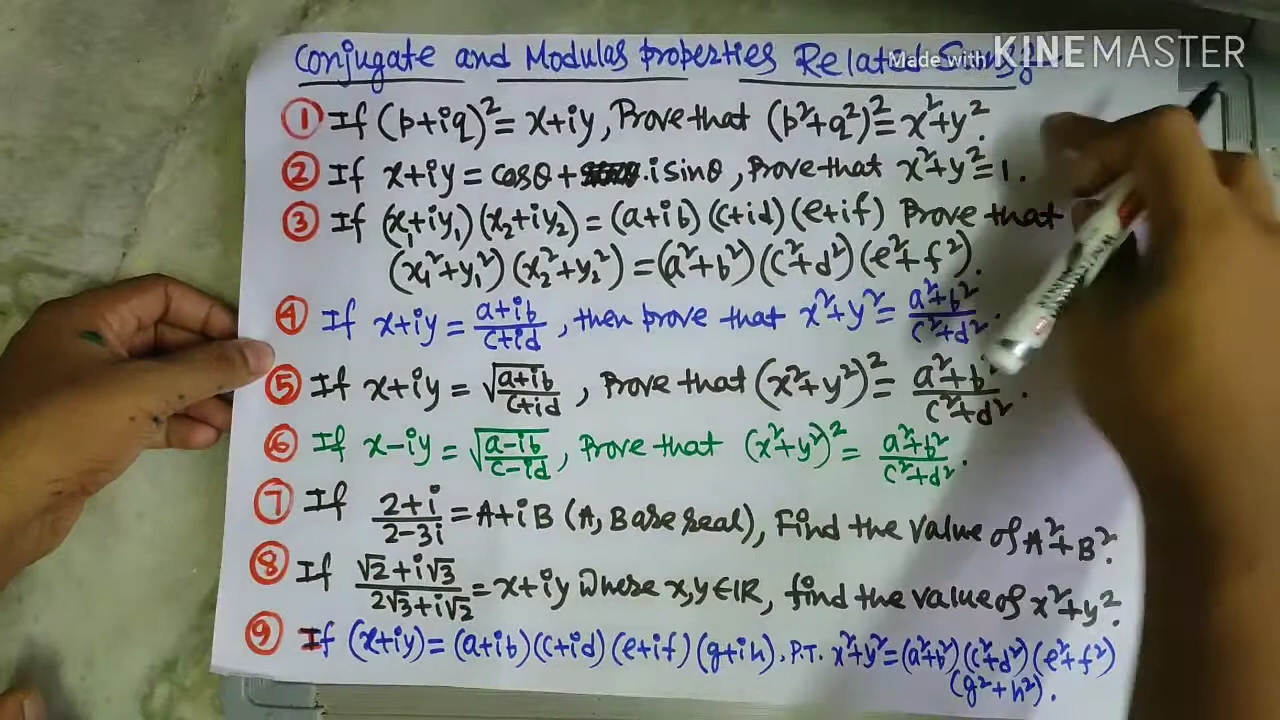 Conjugate and Modulas properties Related Sums:-
Made with KINEMASTER
① If (p+iq)²= x+iy, Prove that (p²+q²)²= x²+y².
② If x+iy = cosθ + i sinθ, Prove that x²+y²=1.
③ If (x₁+iy₁)(x₂+iy₂) = (a+ib)(c+id)(e+if) Prove that
(x₁²+y₁²)(x₂²+y₂²) = (a²+b²)(c²+d²)(e²+f²).
④ If x+iy = (a+ib)/(c+id), then prove that x²+y² = (a²+b²)/(c²+d²).
⑤ If x+iy = √((a+ib)/(c+id)), Prove that (x²+y²)² = (a²+b²)/(c²+d²).
⑥ If x-iy = √((a-ib)/(c-id)), Prove that (x²+y²)² = (a²+b²)/(c²+d²).
⑦ If (2+i)/(2-3i) = A+iB (A, B are real), Find the value of A²+B².
⑧ If (√2+i√3)/(2√3+i√2) = x+iy where x,y∈IR, find the value of x²+y².
⑨ If (x+iy) = (a+ib)(c+id)(e+if)(g+ih). P.T. x²+y²=(a²+b²)(c²+d²)(e²+f²)
(g²+h²).